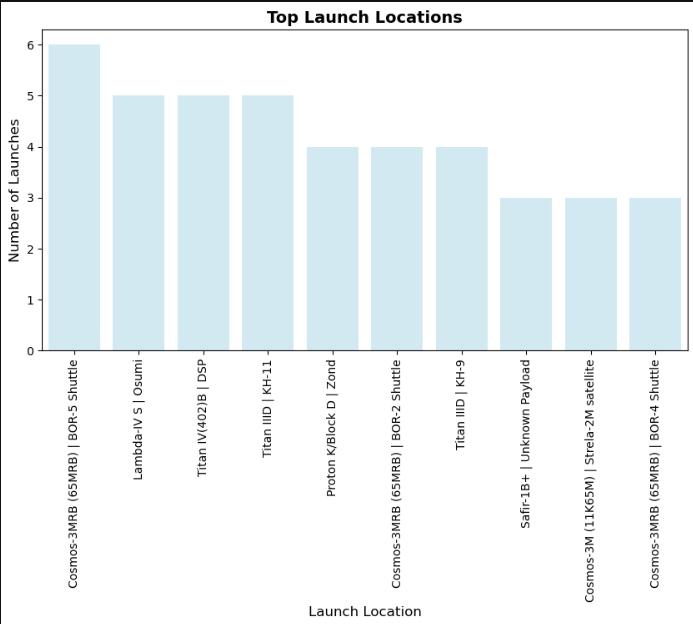 Top Launch Locations
Number of Launches
6
5
4
3
2
1
0
Cosmos-3MRB (65MRB) | BOR-5 Shuttle
Lambda-IV S | Osumi
Titan IV(402)B | DSP
Titan IIID | KH-11
Proton K/Block D | Zond
Cosmos-3MRB (65MRB) | BOR-2 Shuttle
Titan IIID | KH-9
Safir-1B+ | Unknown Payload
Cosmos-3M (11K65M) | Strela-2M satellite
Cosmos-3MRB (65MRB) | BOR-4 Shuttle
Launch Location